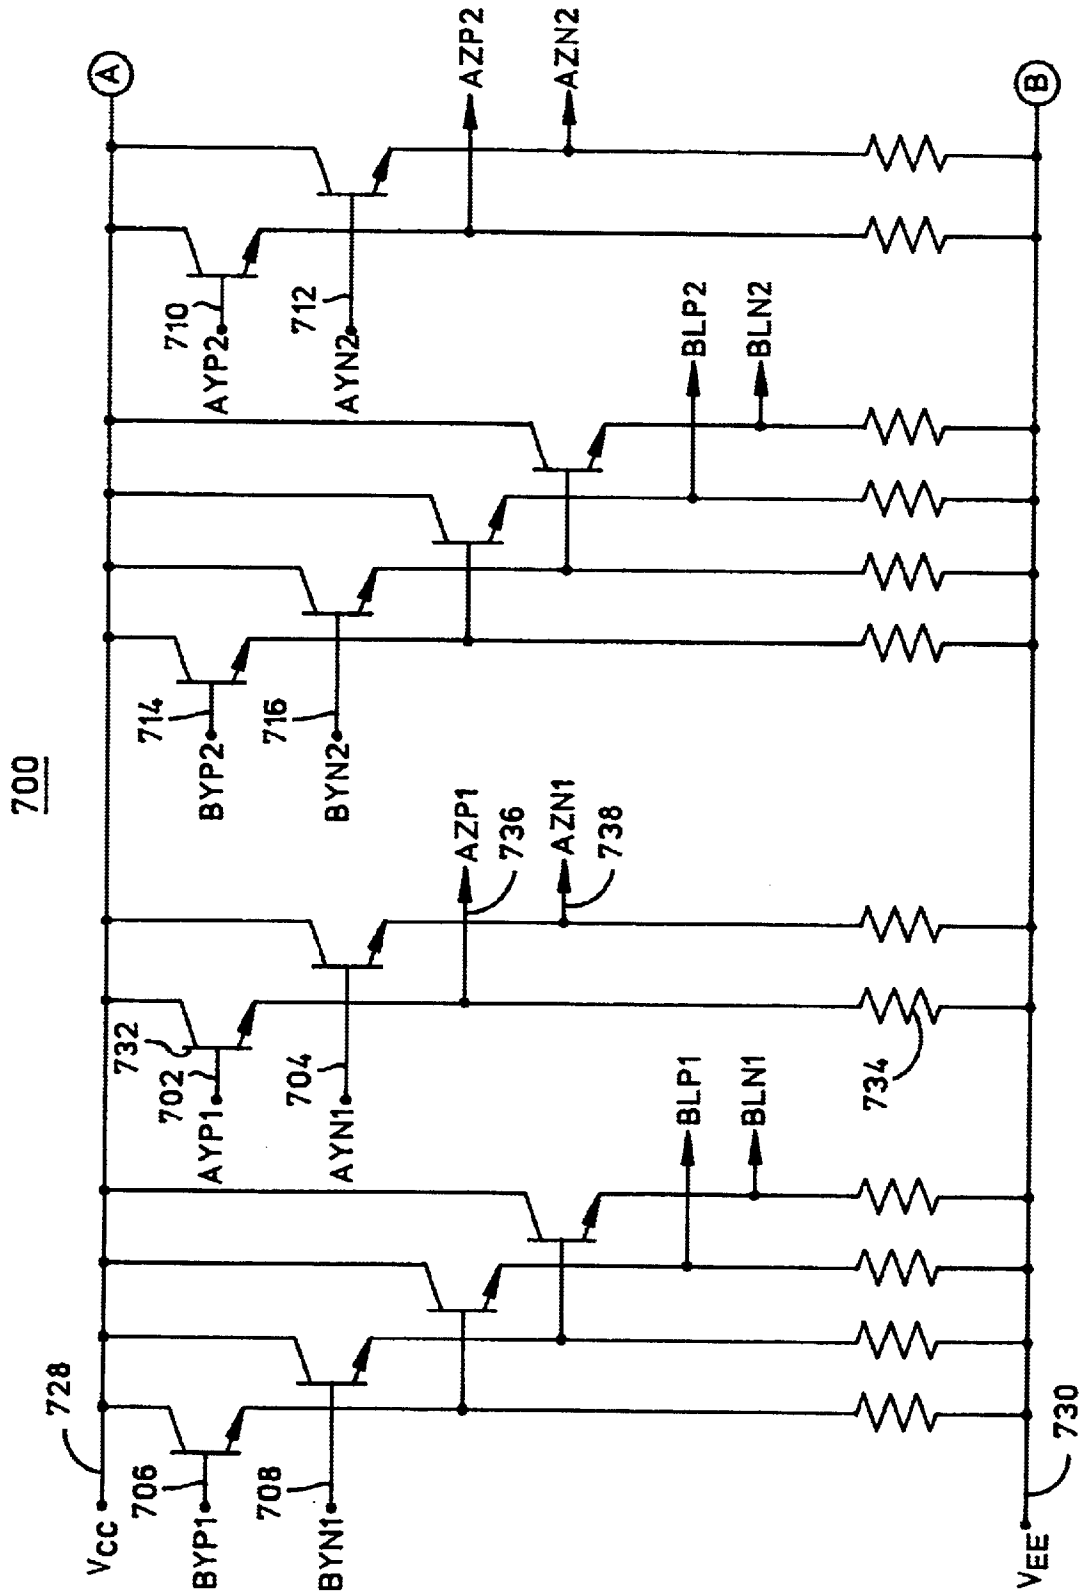 700
VCC
728
A
BYP1
706
BYN1
708
BLP1
BLN1
AYP1
702
732
AYN1
704
AZP1
736
AZN1
738
734
BYP2
714
BYN2
716
BLP2
BLN2
AYP2
710
AYN2
712
AZP2
AZN2
VEE
730
B